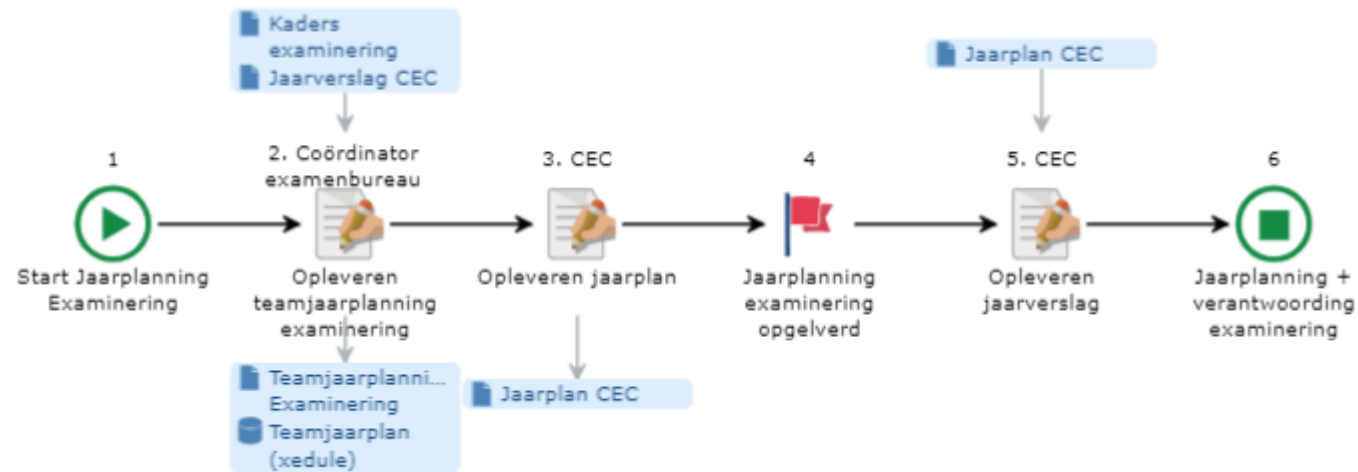 Kaders
examinering
Jaarverslag CEC
Jaarplan CEC
1
2. Coördinator
examenbureau
3. CEC
4
5. CEC
6
Start Jaarplanning
Examinering
Opleveren
teamjaarplanning
examinering
Opleveren jaarplan
Jaarplanning
examinering
opgelverd
Opleveren
jaarverslag
Jaarplanning +
verantwoording
examinering
Teamjaarplanni...
Examinering
Teamjaarplan
(xedule)
Jaarplan CEC